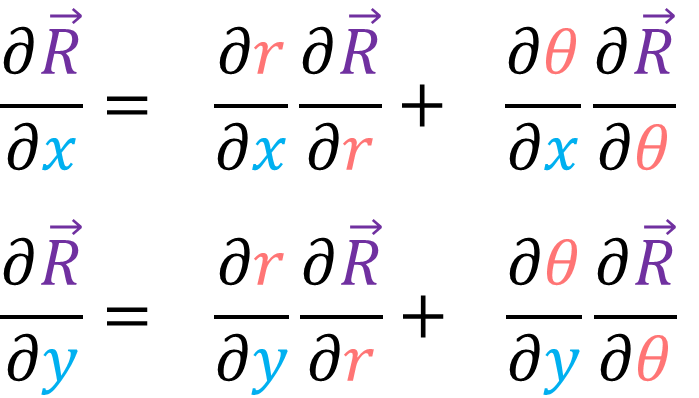 ∂R⃗/∂x = ∂r/∂x ∂R⃗/∂r + ∂θ/∂x ∂R⃗/∂θ
∂R⃗/∂y = ∂r/∂y ∂R⃗/∂r + ∂θ/∂y ∂R⃗/∂θ